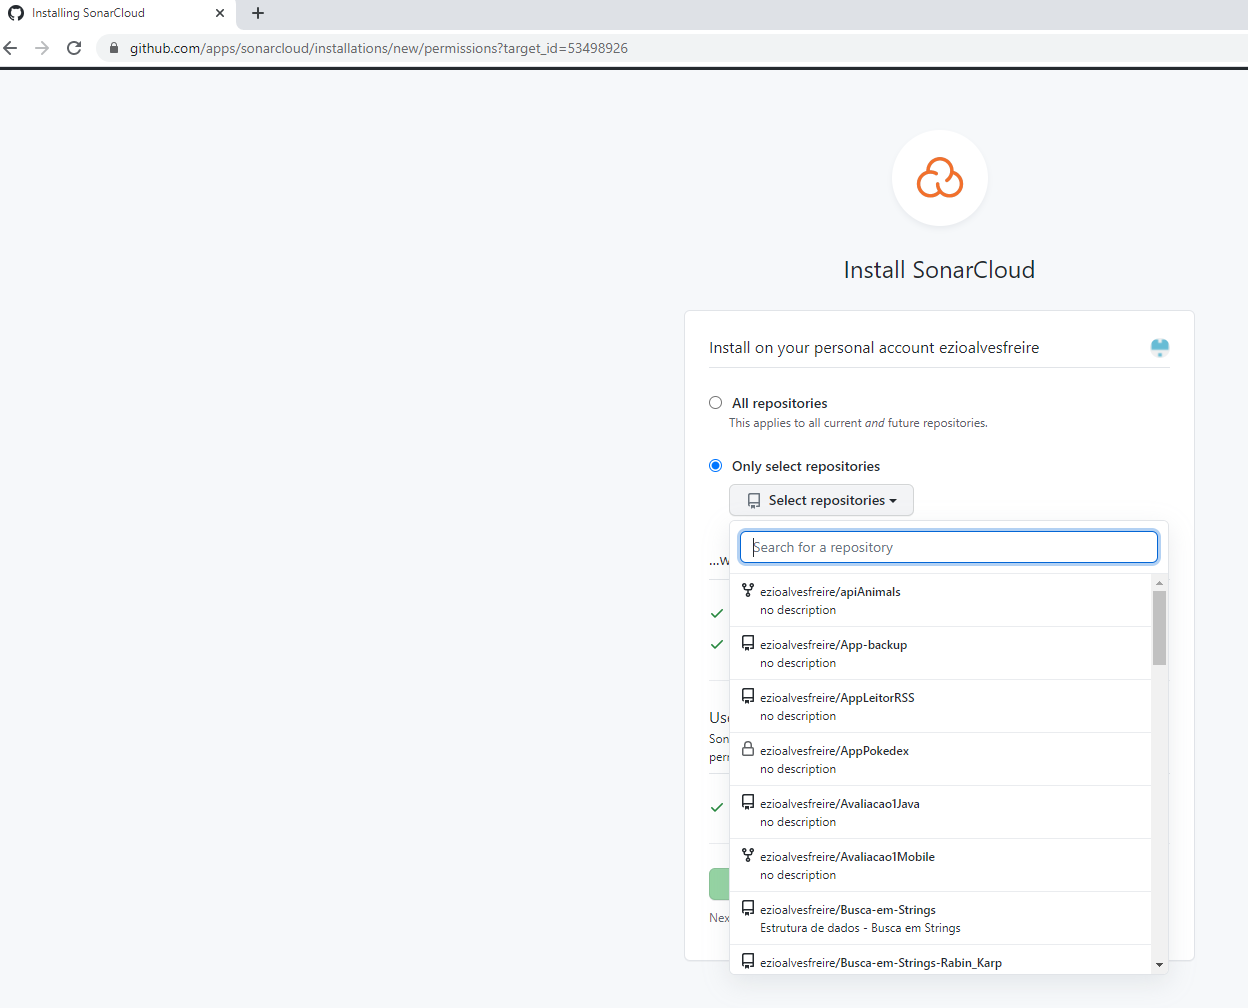 Installing SonarCloud
github.com/apps/sonarcloud/installations/new/permissions?target_id=53498926
Install SonarCloud
Install on your personal account ezioalvesfreire
All repositories
This applies to all current and future repositories.
Only select repositories
Select repositories
Search for a repository
ezioalvesfreire/apiAnimals
no description
ezioalvesfreire/App-backup
no description
ezioalvesfreire/AppLeitorRSS
no description
ezioalvesfreire/AppPokedex
no description
ezioalvesfreire/Avaliacao1Java
no description
ezioalvesfreire/Avaliacao1Mobile
no description
ezioalvesfreire/Busca-em-Strings
Estrutura de dados - Busca em Strings
ezioalvesfreire/Busca-em-Strings-Rabin_Karp